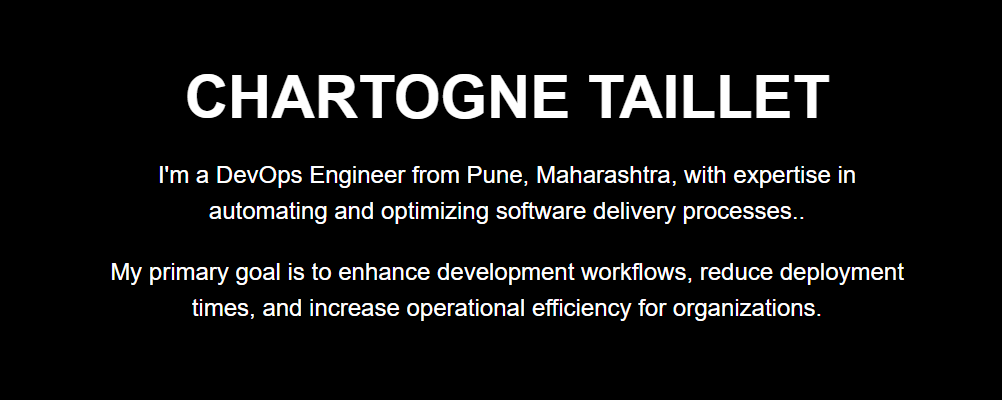 CHARTOGNE TAILLET
I'm a DevOps Engineer from Pune, Maharashtra, with expertise in
automating and optimizing software delivery processes..
My primary goal is to enhance development workflows, reduce deployment
times, and increase operational efficiency for organizations.